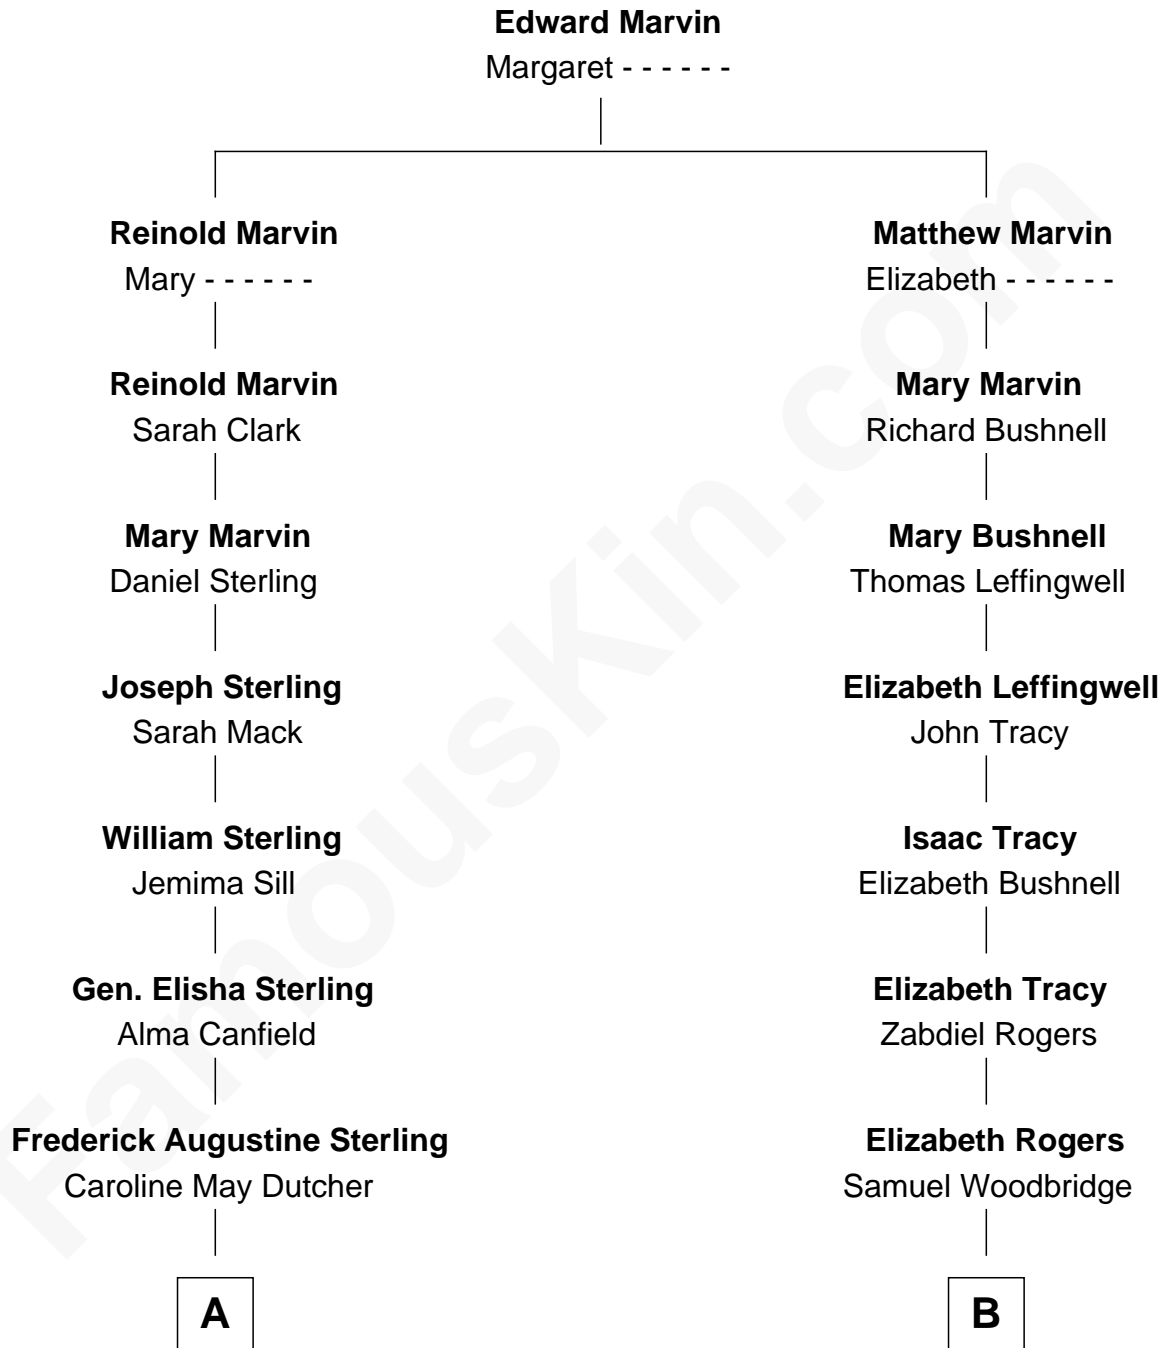 Edward Marvin
Margaret - - - - - -
Reinold Marvin
Mary - - - - - -
Matthew Marvin
Elizabeth - - - - - -
Reinold Marvin
Sarah Clark
Mary Marvin
Richard Bushnell
Mary Marvin
Daniel Sterling
Mary Bushnell
Thomas Leffingwell
Joseph Sterling
Sarah Mack
Elizabeth Leffingwell
John Tracy
William Sterling
Jemima Sill
Isaac Tracy
Elizabeth Bushnell
Gen. Elisha Sterling
Alma Canfield
Elizabeth Tracy
Zabdiel Rogers
Frederick Augustine Sterling
Caroline May Dutcher
Elizabeth Rogers
Samuel Woodbridge
A
B
FamousKin.com